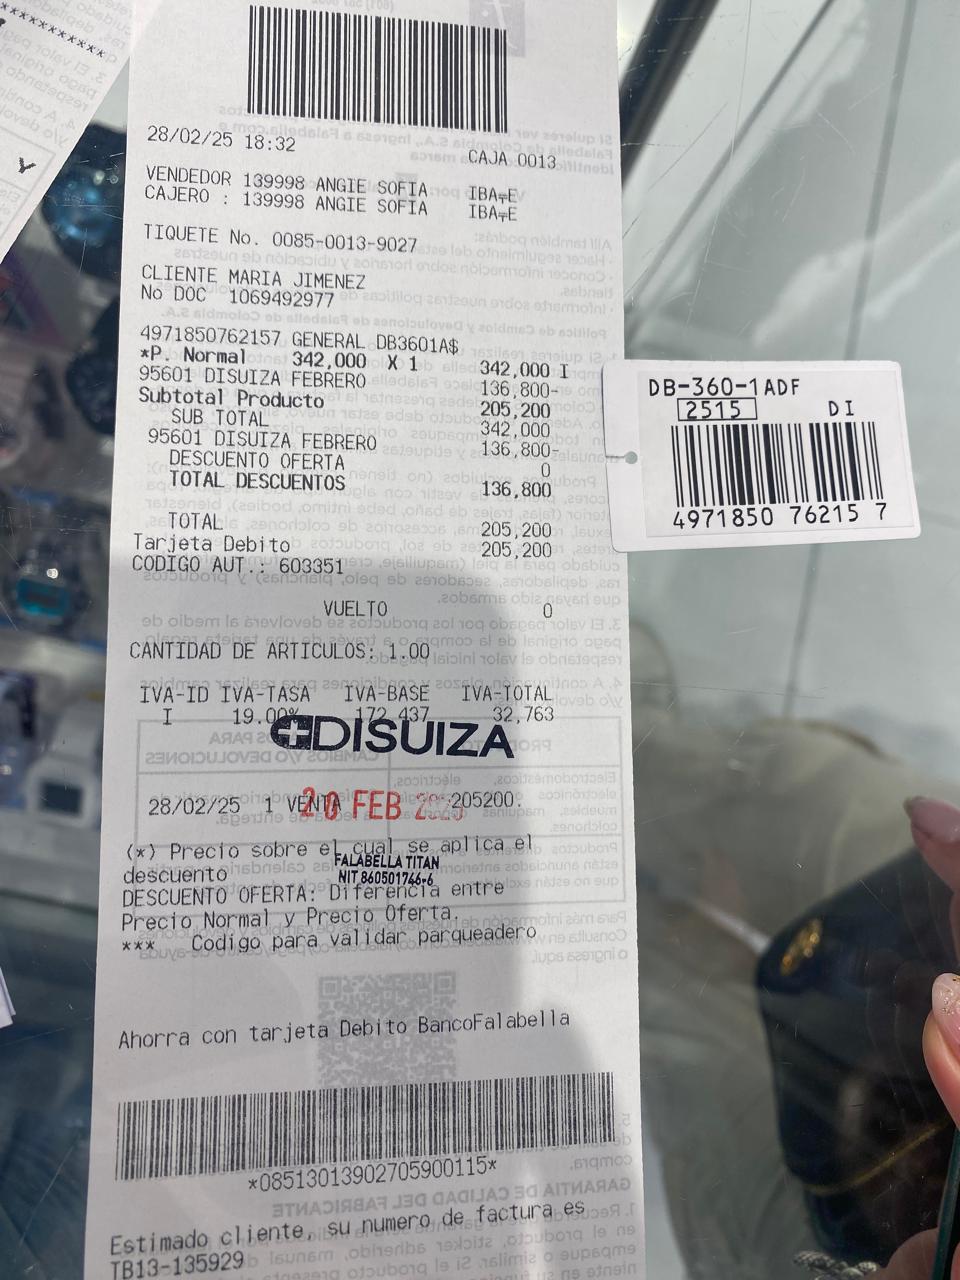 28/02/25 18:32 CAJA 0013
VENDEDOR 139998 ANGIE SOFIA IBA╤E
CAJERO : 139998 ANGIE SOFIA IBA╤E
TIQUETE No. 0085-0013-9027
CLIENTE MARIA JIMENEZ
No DOC 1069492977
4971850762157 GENERAL DB3601A$
*P. Normal 342,000 X 1 342,000 I
95601 DISUIZA FEBRERO 136,800-
Subtotal Producto 205,200
SUB TOTAL 342,000
95601 DISUIZA FEBRERO 136,800-
DESCUENTO OFERTA 0
TOTAL DESCUENTOS 136,800
TOTAL 205,200
Tarjeta Debito 205,200
CODIGO AUT.: 603351
VUELTO 0
CANTIDAD DE ARTICULOS: 1.00
IVA-ID IVA-TASA IVA-BASE IVA-TOTAL
I 19.00% 172,437 32,763
DISUIZA
28/02/25 1 VENTA 205200.
FEB
(*) Precio sobre el cual se aplica el
descuento
FALABELLA TITAN
NIT 860501746-6
DESCUENTO OFERTA: Diferencia entre
Precio Normal y Precio Oferta.
*** Codigo para validar parqueadero
Ahorra con tarjeta Debito BancoFalabella
*08513013902705900115*
Estimado cliente, su numero de factura es
TB13-135929
DB-360-1ADF
2515 DI
4971850 76215 7